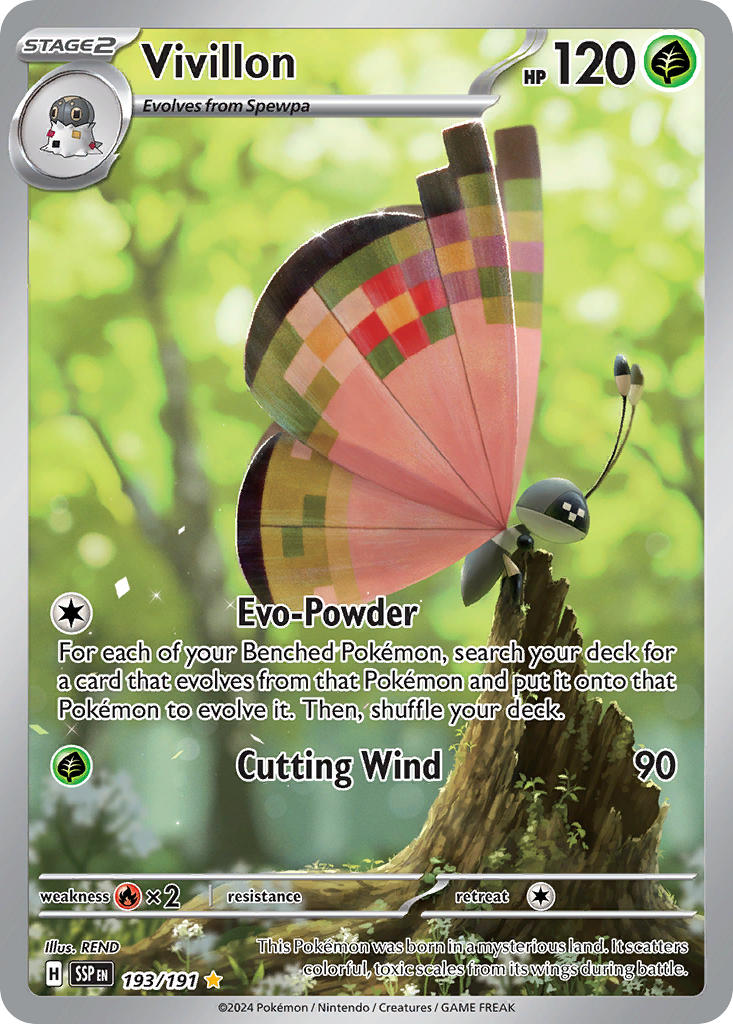 STAGE2
Vivillon
HP 120
Evolves from Spewpa
Evo-Powder
For each of your Benched Pokémon, search your deck for
a card that evolves from that Pokémon and put it onto that
Pokémon to evolve it. Then, shuffle your deck.
Cutting Wind 90
weakness ×2 resistance retreat
Illus. REND
This Pokémon was born in a mysterious land. It scatters
colorful, toxic scales from its wings during battle.
H SSP EN 193/191
©2024 Pokémon / Nintendo / Creatures / GAME FREAK